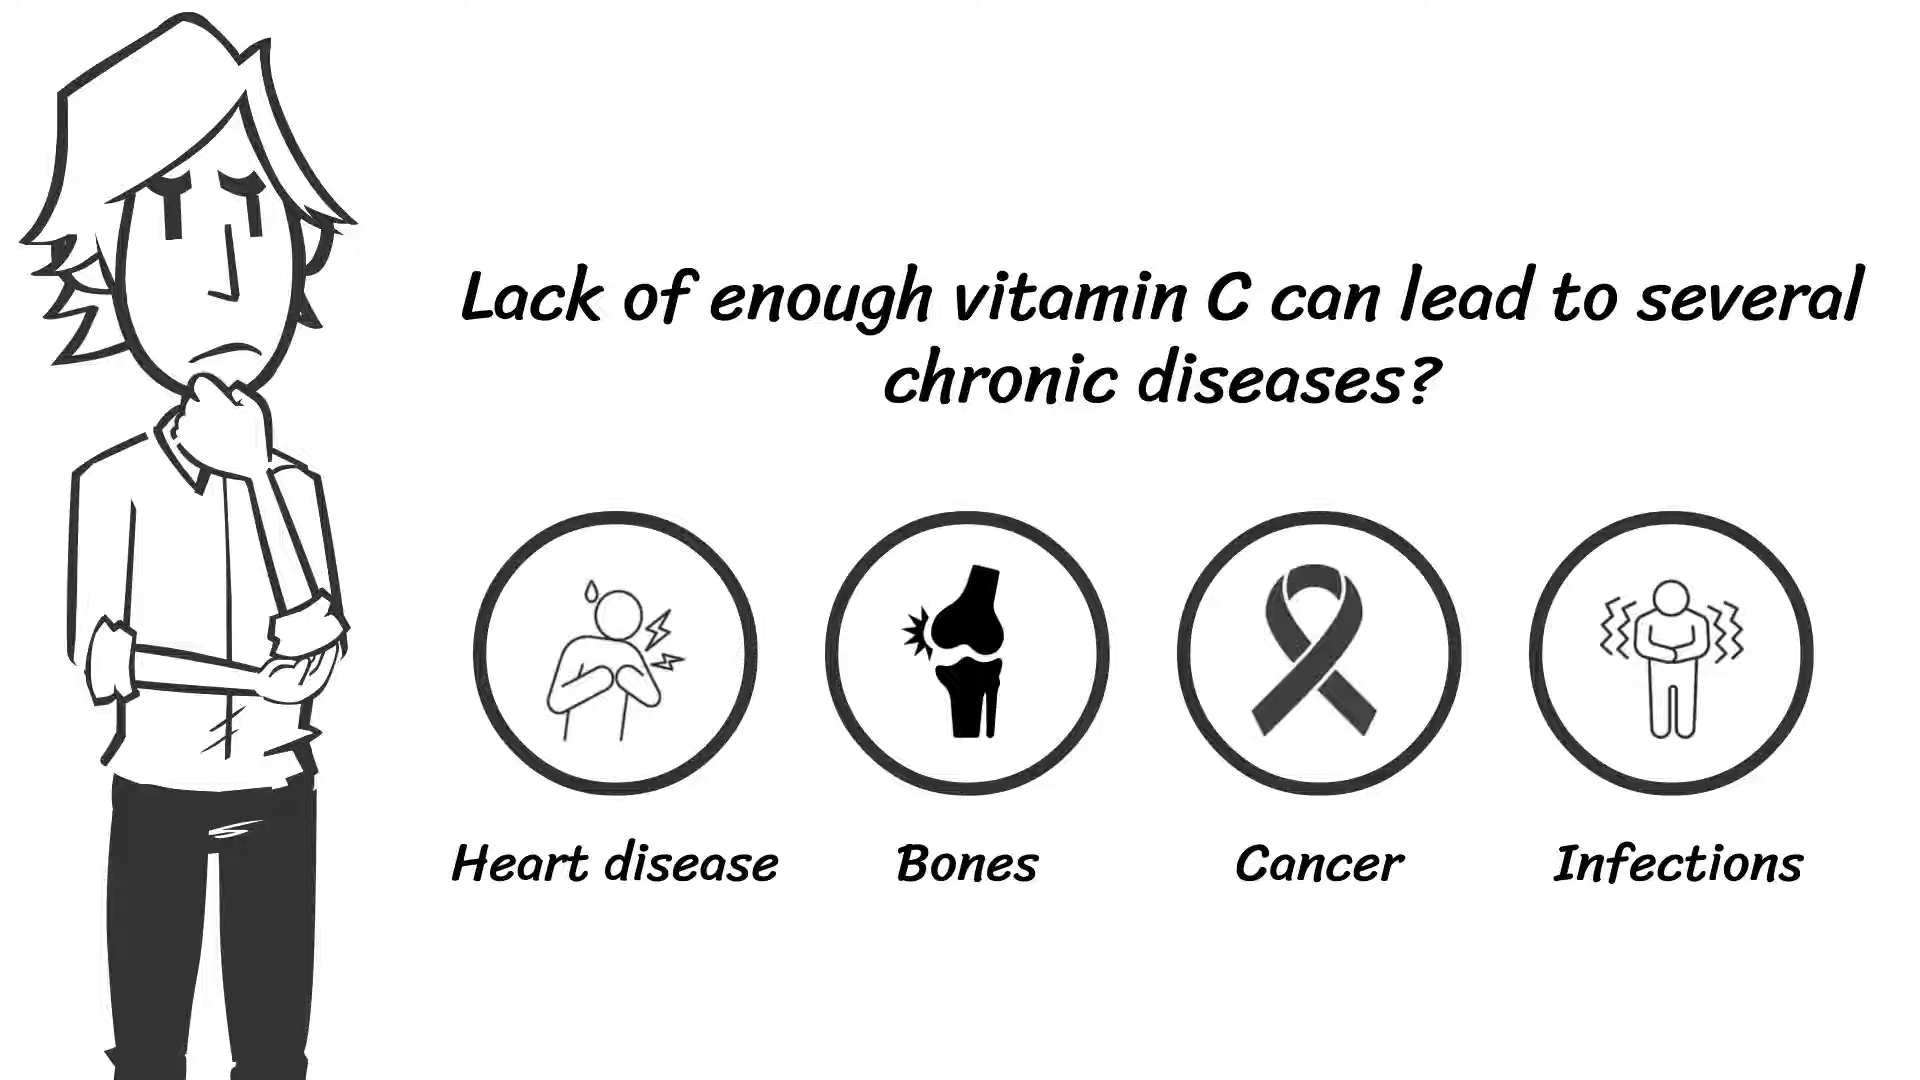 Lack of enough vitamin C can lead to several
chronic diseases?
Heart disease
Bones
Cancer
Infections